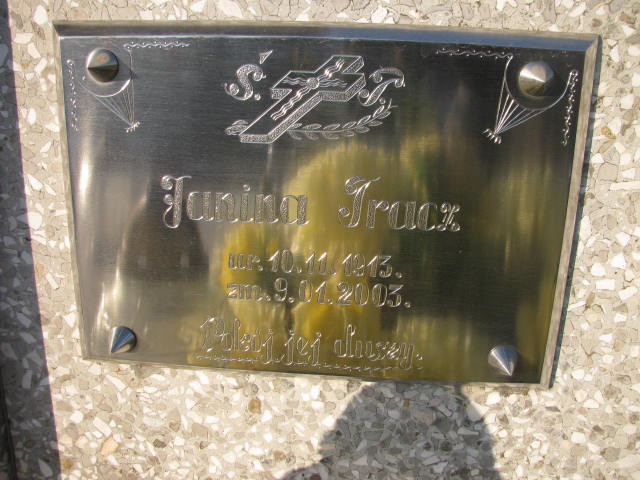 Ś. P.
Janina Tracz
ur. 10.11.1913.
zm. 9.01.2003.
Pokój jej duszy.